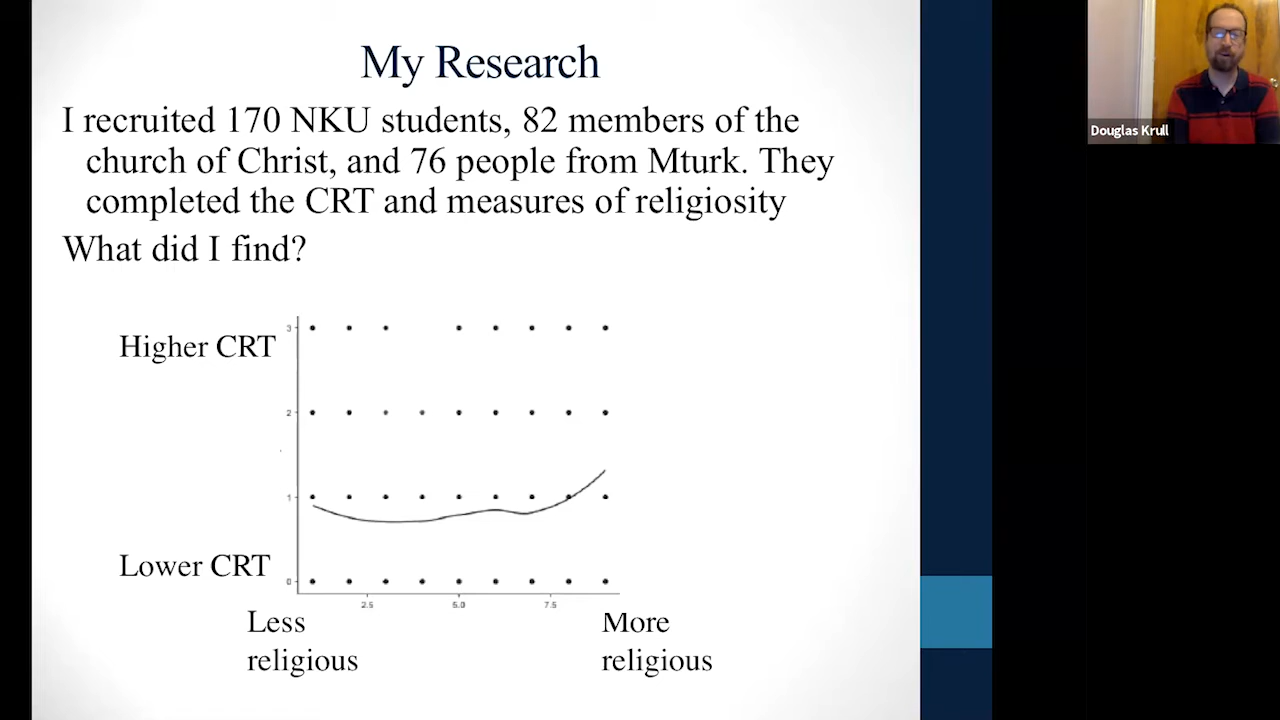 My Research
I recruited 170 NKU students, 82 members of the
church of Christ, and 76 people from Mturk. They
completed the CRT and measures of religiosity
What did I find?
Higher CRT
3
2
1
Lower CRT
0
2.5 5.0 7.5
Less
religious
More
religious
Douglas Krull